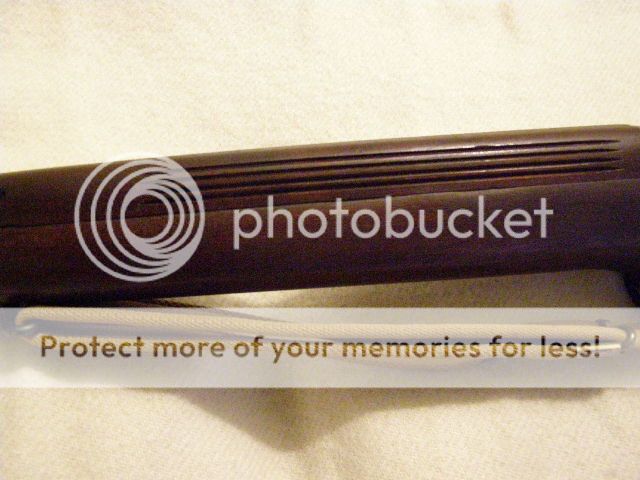 photobucket
Protect more of your memories for less!